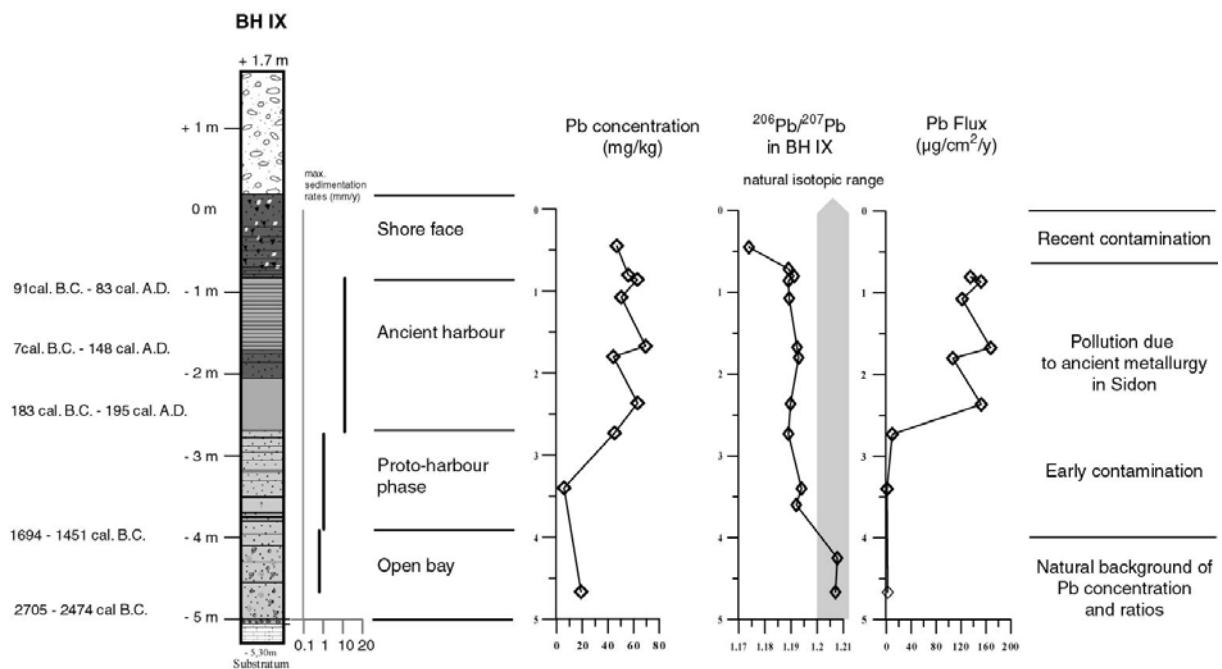 BH IX
+ 1.7 m
+ 1 m
0 m
- 1 m
- 2 m
- 3 m
- 4 m
- 5 m
- 5,30m
Substratum
91cal. B.C. - 83 cal. A.D.
7cal. B.C. - 148 cal. A.D.
183 cal. B.C. - 195 cal. A.D.
1694 - 1451 cal. B.C.
2705 - 2474 cal B.C.
max.
sedimentation
rates (mm/y)
0.1 1 10 20
Shore face
Ancient harbour
Proto-harbour
phase
Open bay
Pb concentration
(mg/kg)
0
1
2
3
4
5
0 20 40 60 80
206Pb/207Pb
in BH IX
natural isotopic range
0
1
2
3
4
5
1.17 1.18 1.19 1.2 1.21
Pb Flux
(µg/cm2/y)
0
1
2
3
4
5
0 40 80 120 160 200
Recent contamination
Pollution due
to ancient metallurgy
in Sidon
Early contamination
Natural background of
Pb concentration
and ratios